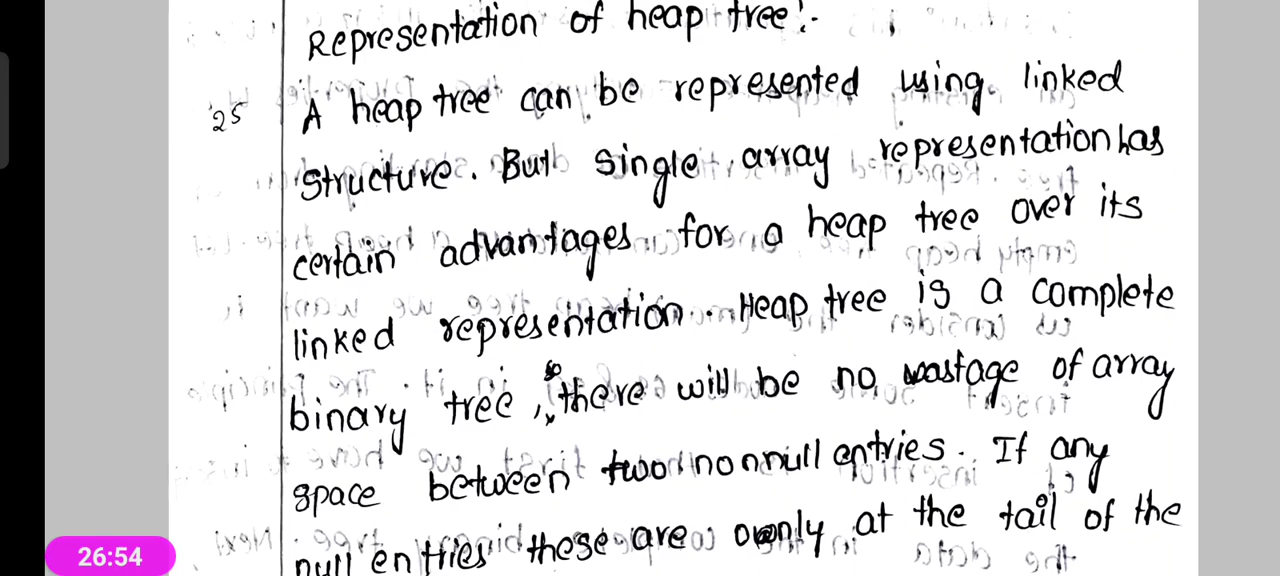 Representation of heap tree:-
25 A heap tree can be represented using linked
structure. But single array representation has
certain advantages for a heap tree over its
linked representation. Heap tree is a complete
binary tree, so there will be no wastage of array
space between two nonnull entries. If any
null entries these are only at the tail of the
26:54